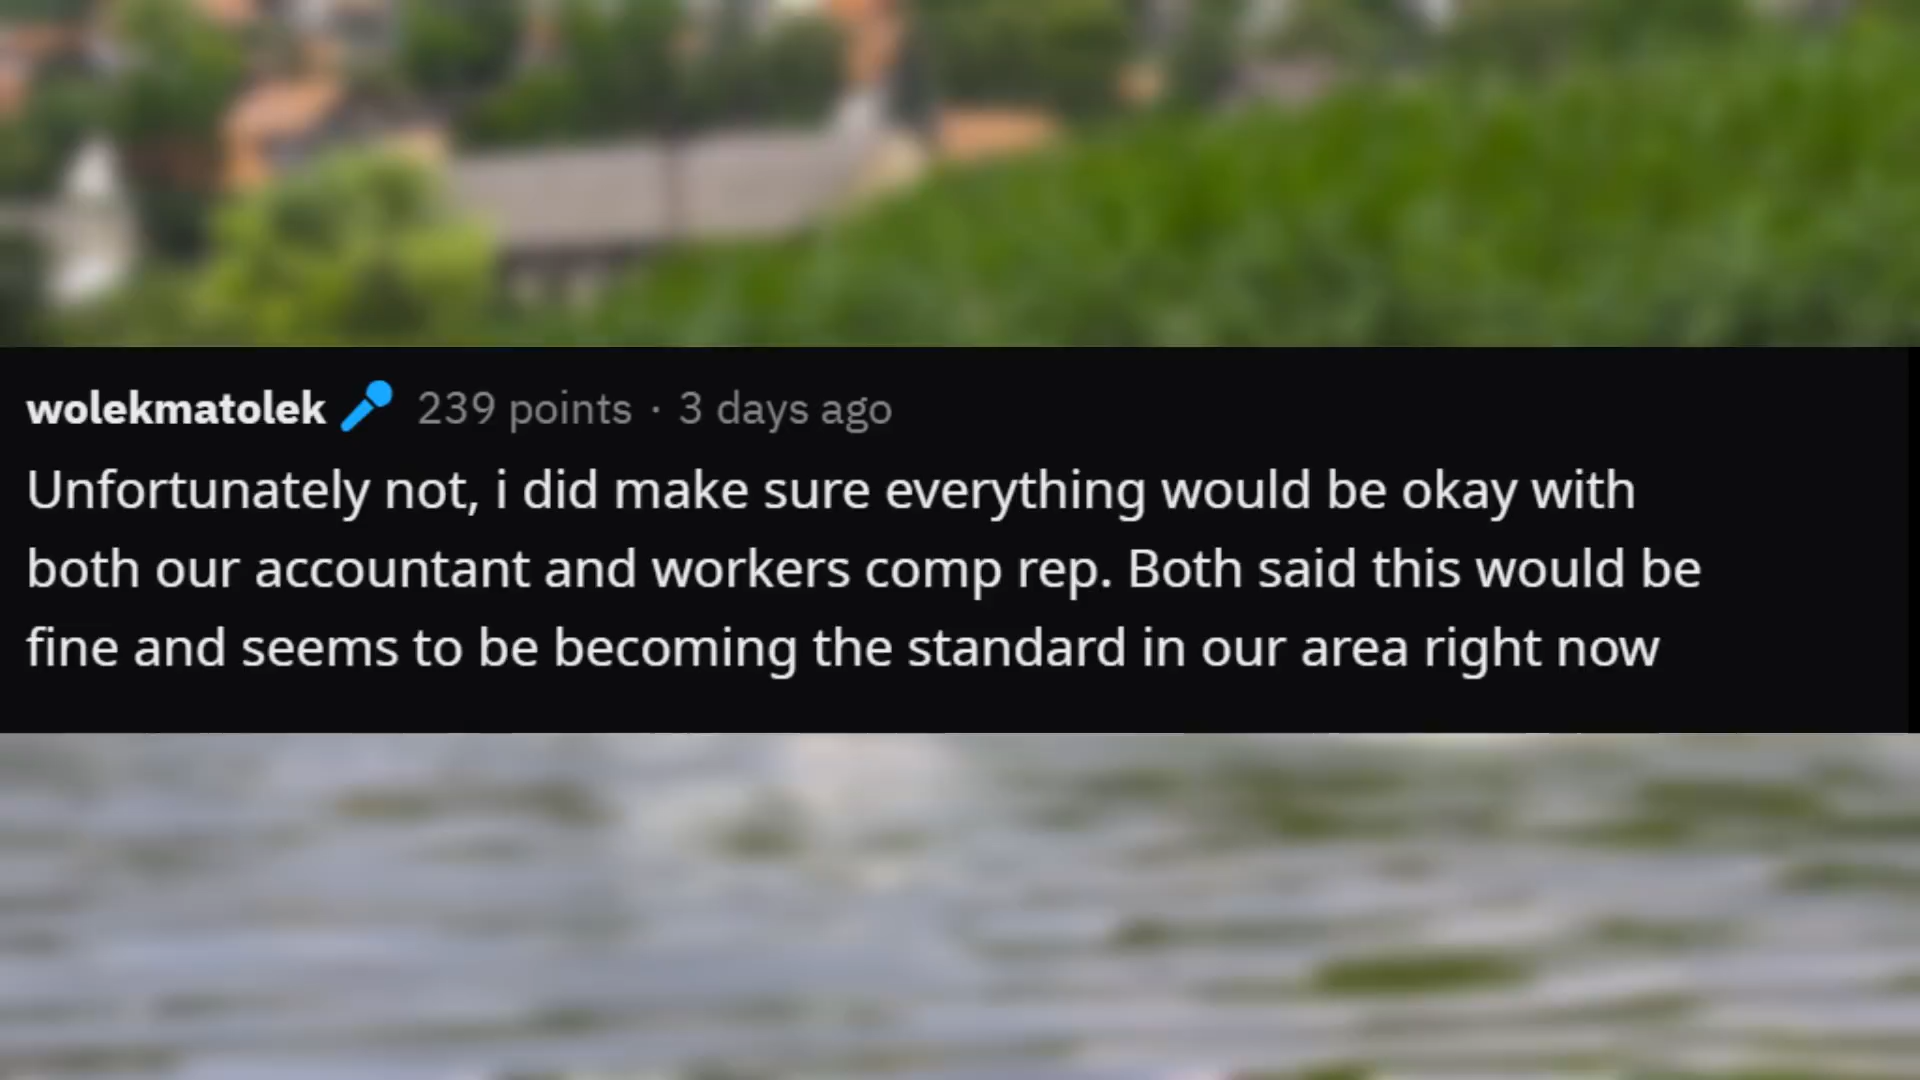 wolekmatolek 239 points · 3 days ago
Unfortunately not, i did make sure everything would be okay with
both our accountant and workers comp rep. Both said this would be
fine and seems to be becoming the standard in our area right now